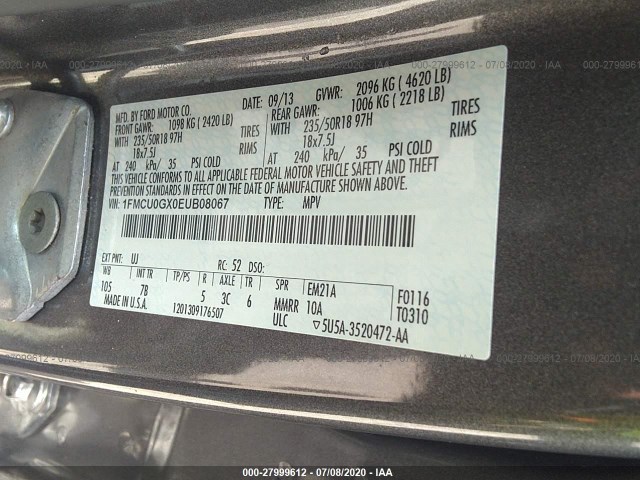 MFD. BY FORD MOTOR CO.
DATE: 09/13 GVWR: 2096 KG ( 4620 LB)
FRONT GAWR: 1098 KG ( 2420 LB)
REAR GAWR: 1006 KG ( 2218 LB)
WITH 235/50R18 97H TIRES
WITH 235/50R18 97H TIRES
18x7.5J RIMS
18x7.5J RIMS
AT 240 kPa/ 35 PSI COLD
AT 240 kPa/ 35 PSI COLD
THIS VEHICLE CONFORMS TO ALL APPLICABLE FEDERAL MOTOR VEHICLE SAFETY AND THEFT
PREVENTION STANDARDS IN EFFECT ON THE DATE OF MANUFACTURE SHOWN ABOVE.
VIN: 1FMCU0GX0EUB08067 TYPE: MPV
EXT PNT: UJ RC: 52 DSO:
WB INT TR TP/PS R AXLE TR SPR EM21A F0116
105 7B 5 3C 6 MMRR 10A T0310
MADE IN U.S.A. 1201309176507 ULC ▽5U5A-3520472-AA
000-27999612 - 07/08/2020 - IAA
000-27999612 - 07/08/2020 - IAA
000-27999612 - 07/08/2020 - IAA